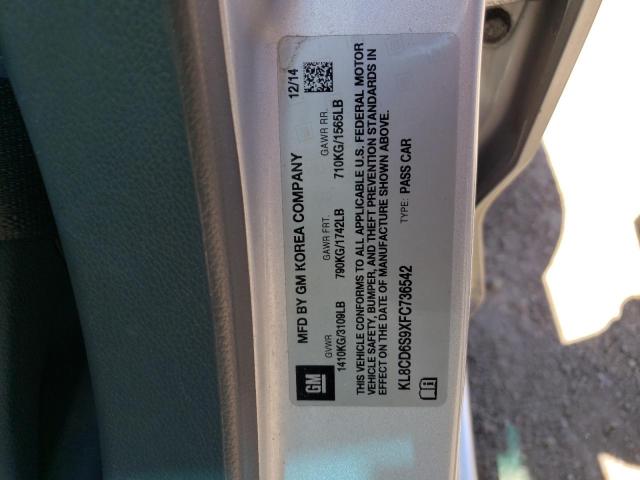 MFD BY GM KOREA COMPANY 12/14
GVWR GAWR FRT. GAWR RR.
1410KG/3109LB 790KG/1742LB 710KG/1565LB
GM
THIS VEHICLE CONFORMS TO ALL APPLICABLE U.S. FEDERAL MOTOR
VEHICLE SAFETY, BUMPER, AND THEFT PREVENTION STANDARDS IN
EFFECT ON THE DATE OF MANUFACTURE SHOWN ABOVE.
KL8CD6S9XFC736542 TYPE: PASS CAR